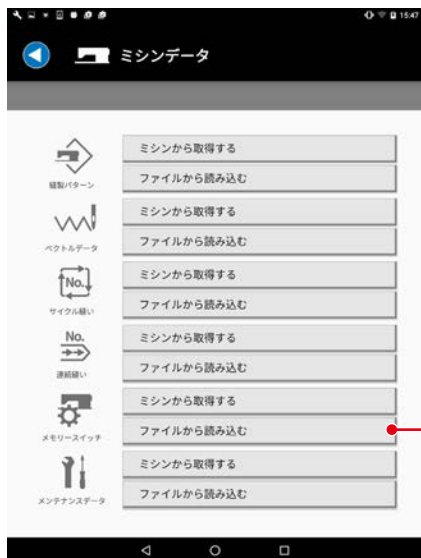 15:47
ミシンデータ
ミシンから取得する
縫製パターン
ファイルから読み込む
ミシンから取得する
ベクトルデータ
ファイルから読み込む
No.
ミシンから取得する
サイクル縫い
ファイルから読み込む
No.
ミシンから取得する
連続縫い
ファイルから読み込む
ミシンから取得する
メモリースイッチ
ファイルから読み込む
ミシンから取得する
メンテナンスデータ
ファイルから読み込む